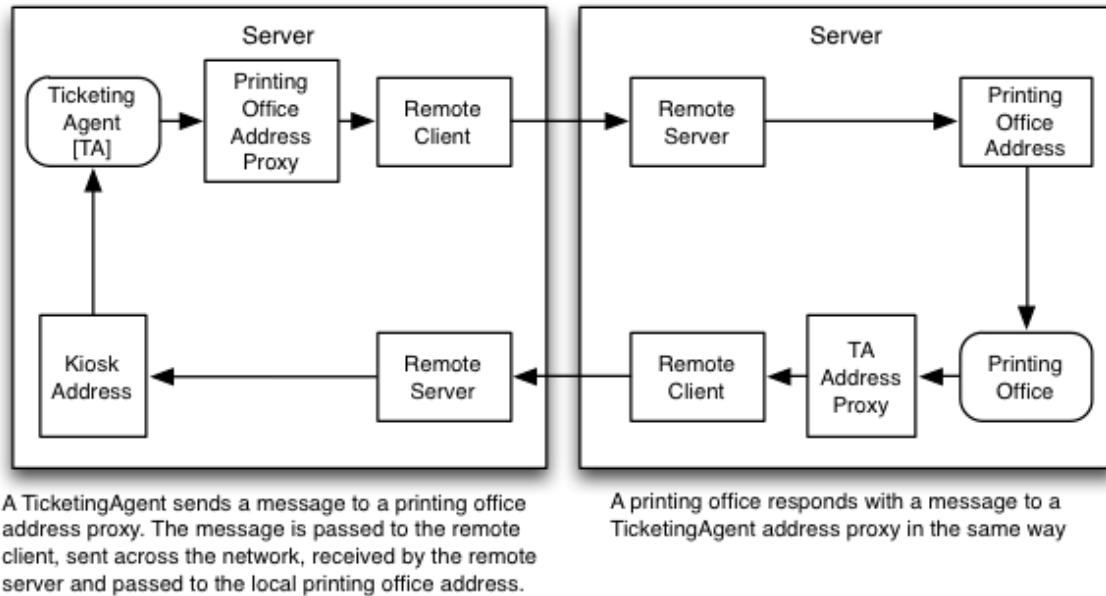 Server
Ticketing
Agent
[TA]
Printing
Office
Address
Proxy
Remote
Client
Kiosk
Address
Remote
Server
Server
Remote
Server
Printing
Office
Address
Remote
Client
TA
Address
Proxy
Printing
Office
A TicketingAgent sends a message to a printing office
address proxy. The message is passed to the remote
client, sent across the network, received by the remote
server and passed to the local printing office address.
A printing office responds with a message to a
TicketingAgent address proxy in the same way